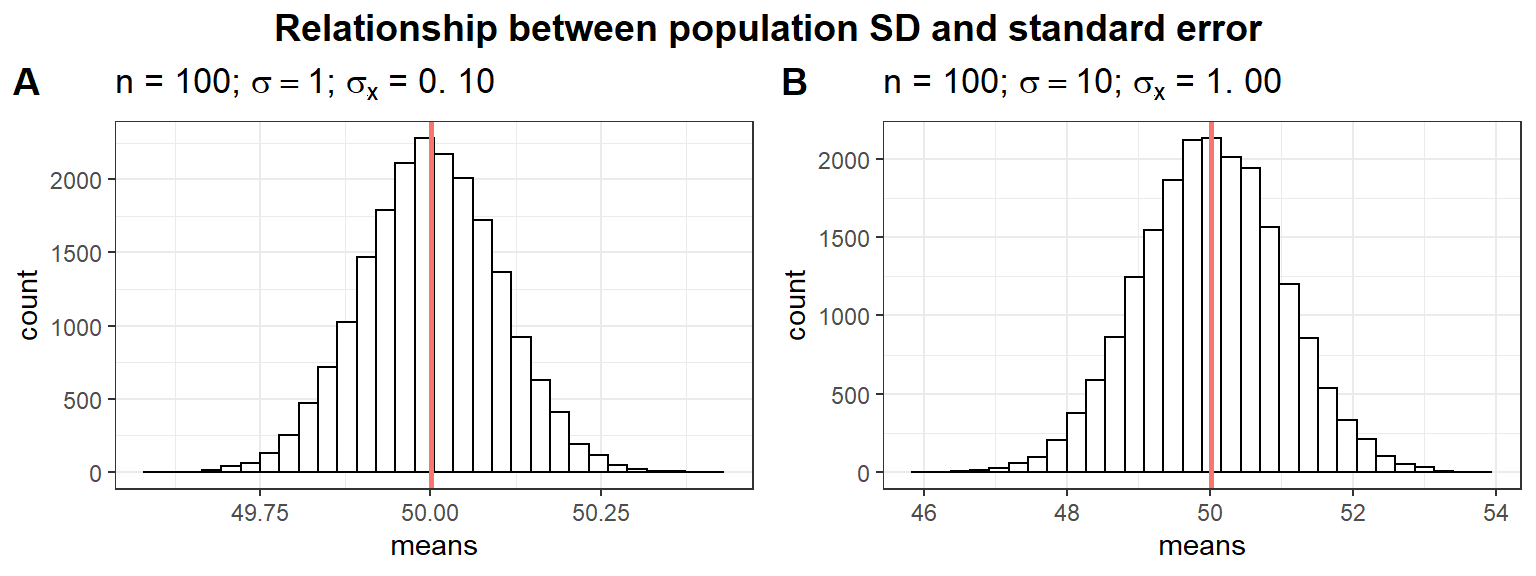 Relationship between population SD and standard error
A
n = 100; σ = 1; σx = 0. 10
2000
1500
1000
500
0
count
49.75 50.00 50.25
means
B
n = 100; σ = 10; σx = 1. 00
2000
1500
1000
500
0
count
46 48 50 52 54
means